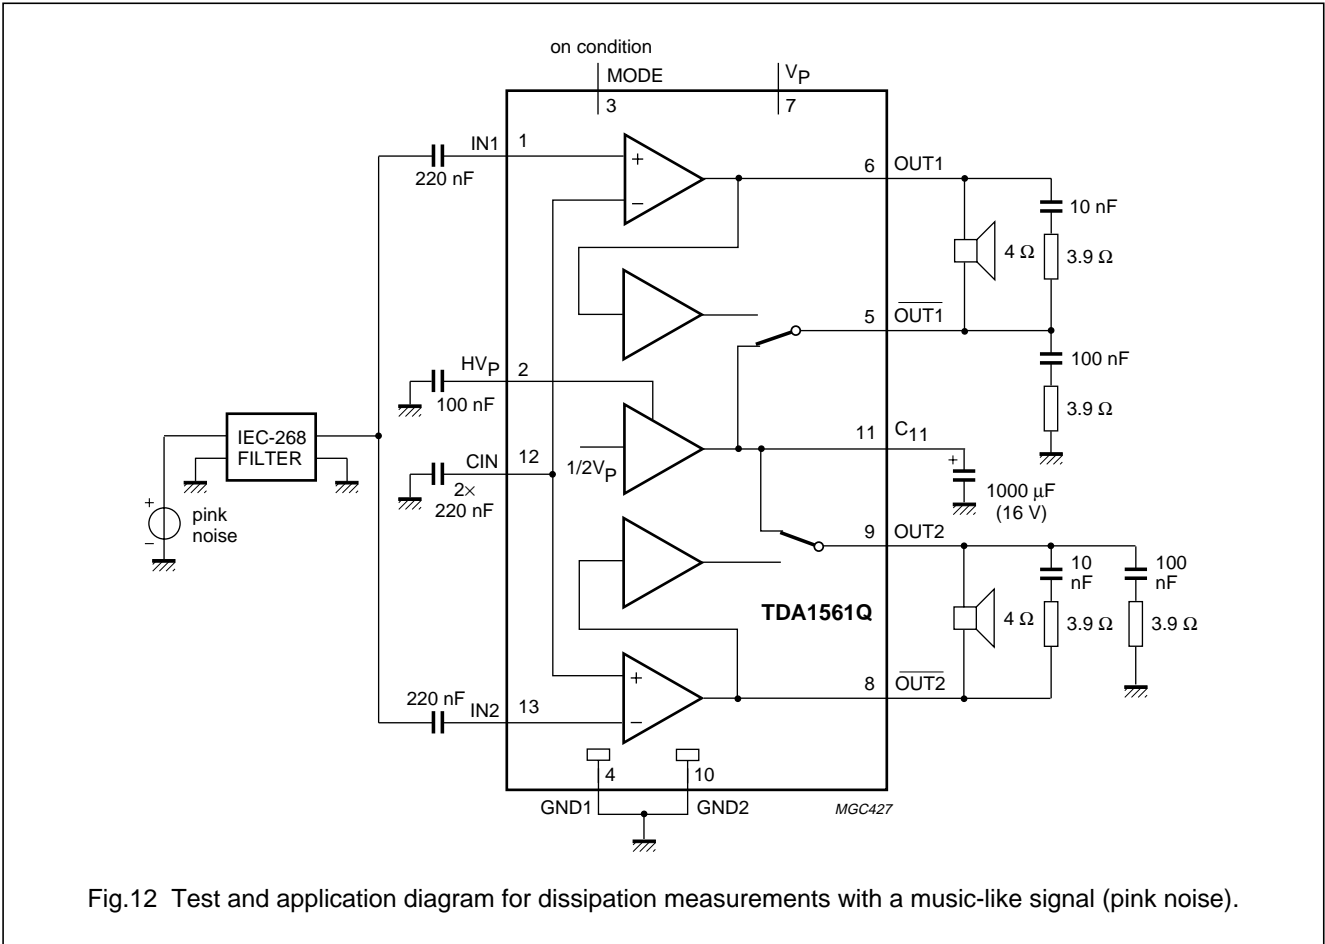 on condition
MODE
VP
3
7
IN1
1
220 nF
+
−
6
OUT1
10 nF
4 Ω
3.9 Ω
5
OUT1
100 nF
3.9 Ω
HVP
2
100 nF
IEC-268
FILTER
CIN
12
2×
220 nF
1/2VP
11
C11
+
1000 μF
(16 V)
+
−
pink
noise
9
OUT2
10
nF
100
nF
TDA1561Q
4 Ω
3.9 Ω
3.9 Ω
220 nF
IN2
13
+
−
8
OUT2
4
10
GND1
GND2
MGC427
Fig.12 Test and application diagram for dissipation measurements with a music-like signal (pink noise).